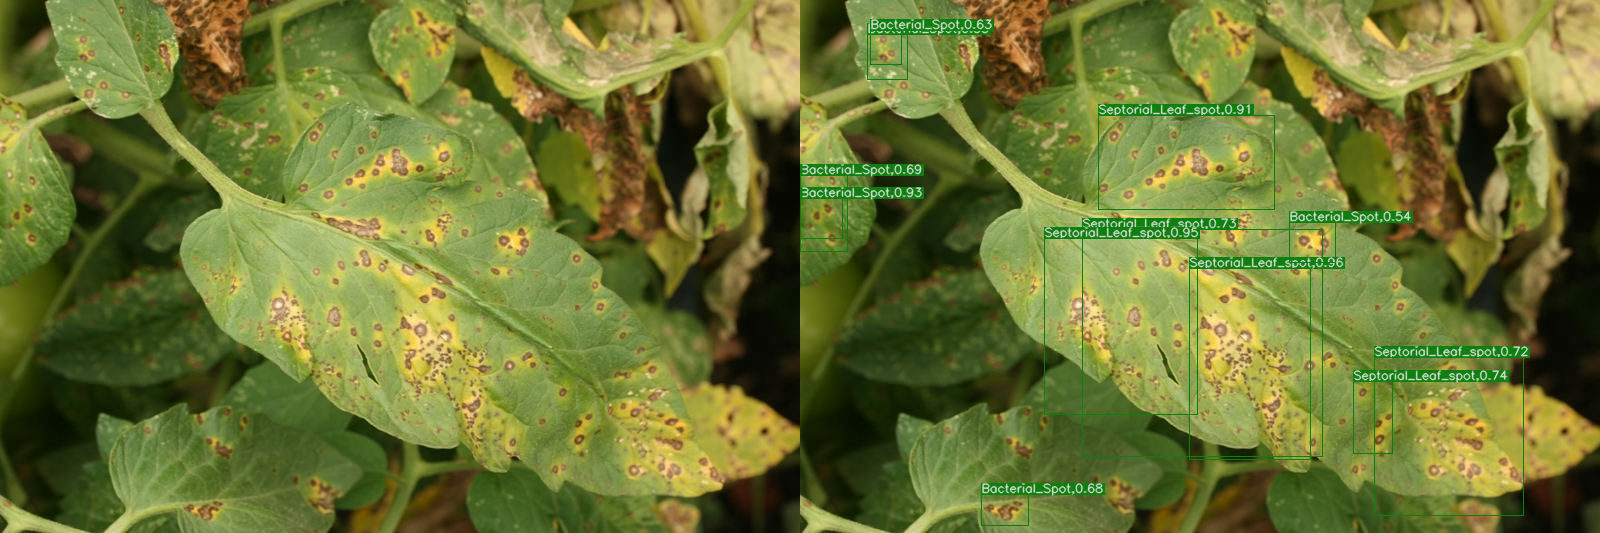 Bacterial_Spot,0.63
Septorial_Leaf_spot,0.91
Bacterial_Spot,0.69
Bacterial_Spot,0.93
Bacterial_Spot,0.54
Septorial_Leaf_spot,0.73
Septorial_Leaf_spot,0.95
Septorial_Leaf_spot,0.96
Septorial_Leaf_spot,0.72
Septorial_Leaf_spot,0.74
Bacterial_Spot,0.68